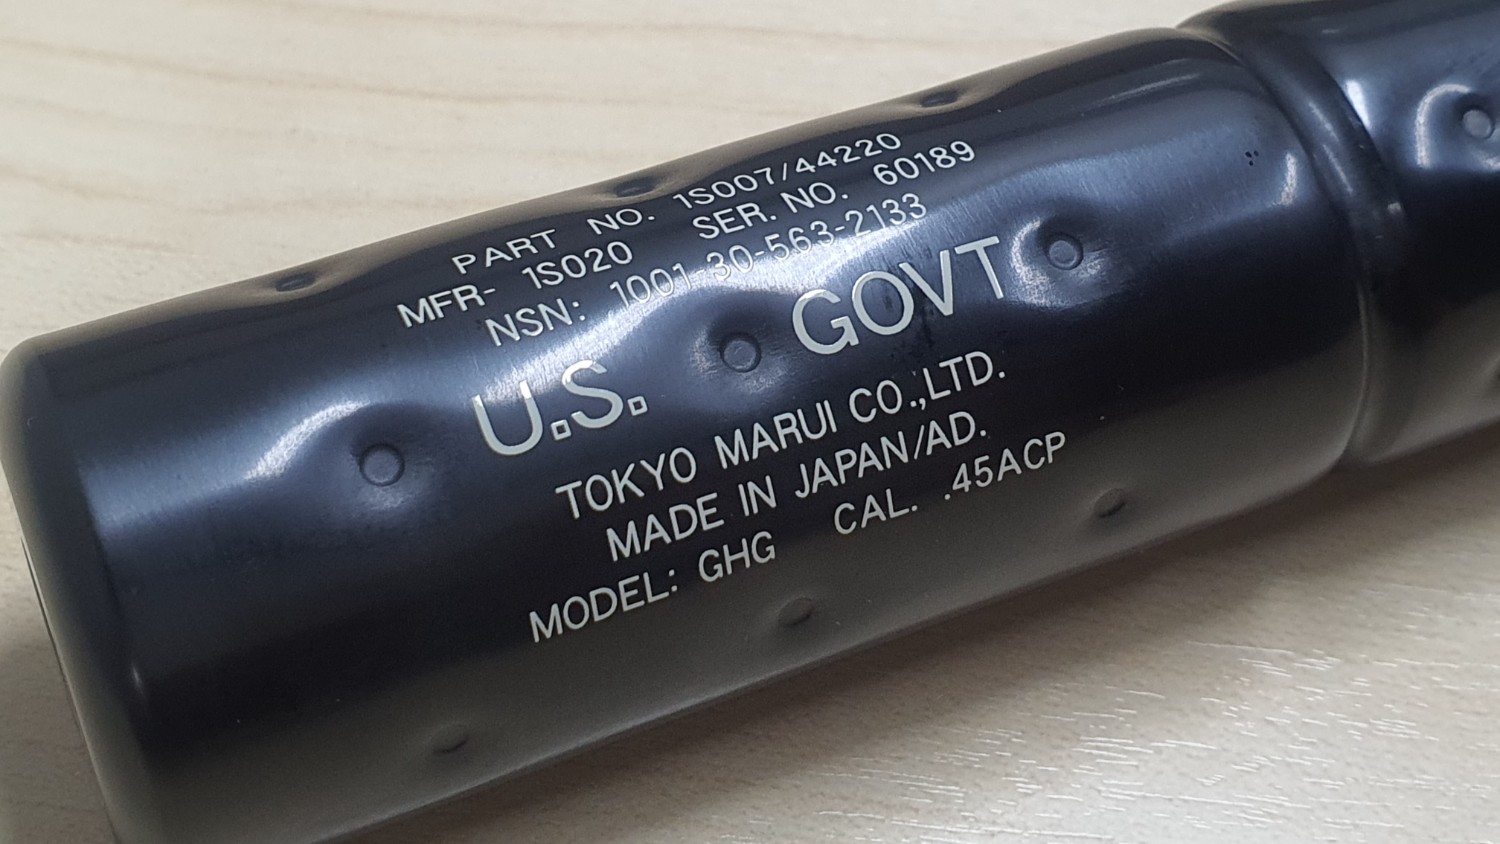 PART NO. 1S007/44220
MFR- 1S020 SER. NO. 60189
NSN: 1001-30-563-2133
U.S. GOVT
TOKYO MARUI CO.,LTD.
MADE IN JAPAN/AD.
MODEL: GHG CAL. .45ACP